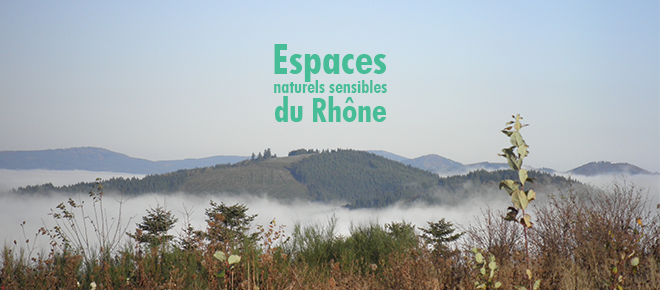 Espaces
naturels sensibles
du Rhône